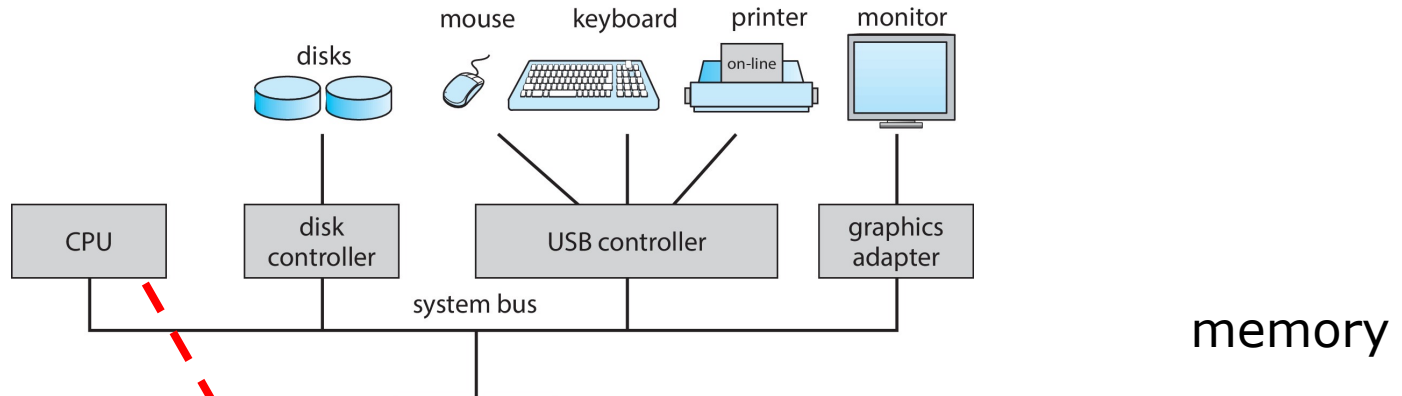 mouse
keyboard
printer
monitor
disks
on-line
CPU
disk
controller
USB controller
graphics
adapter
system bus
memory